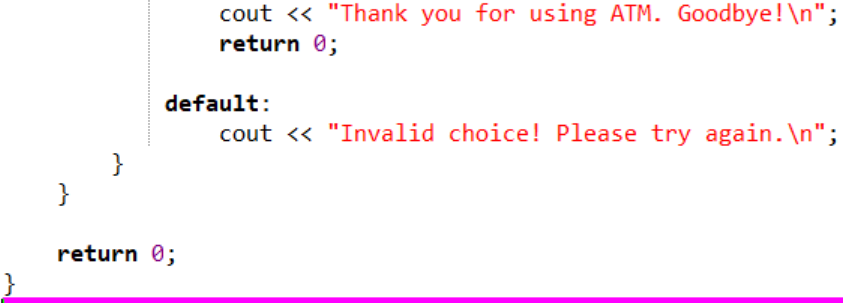 cout << "Thank you for using ATM. Goodbye!\n";
return 0;
default:
cout << "Invalid choice! Please try again.\n";
}
}
return 0;
}